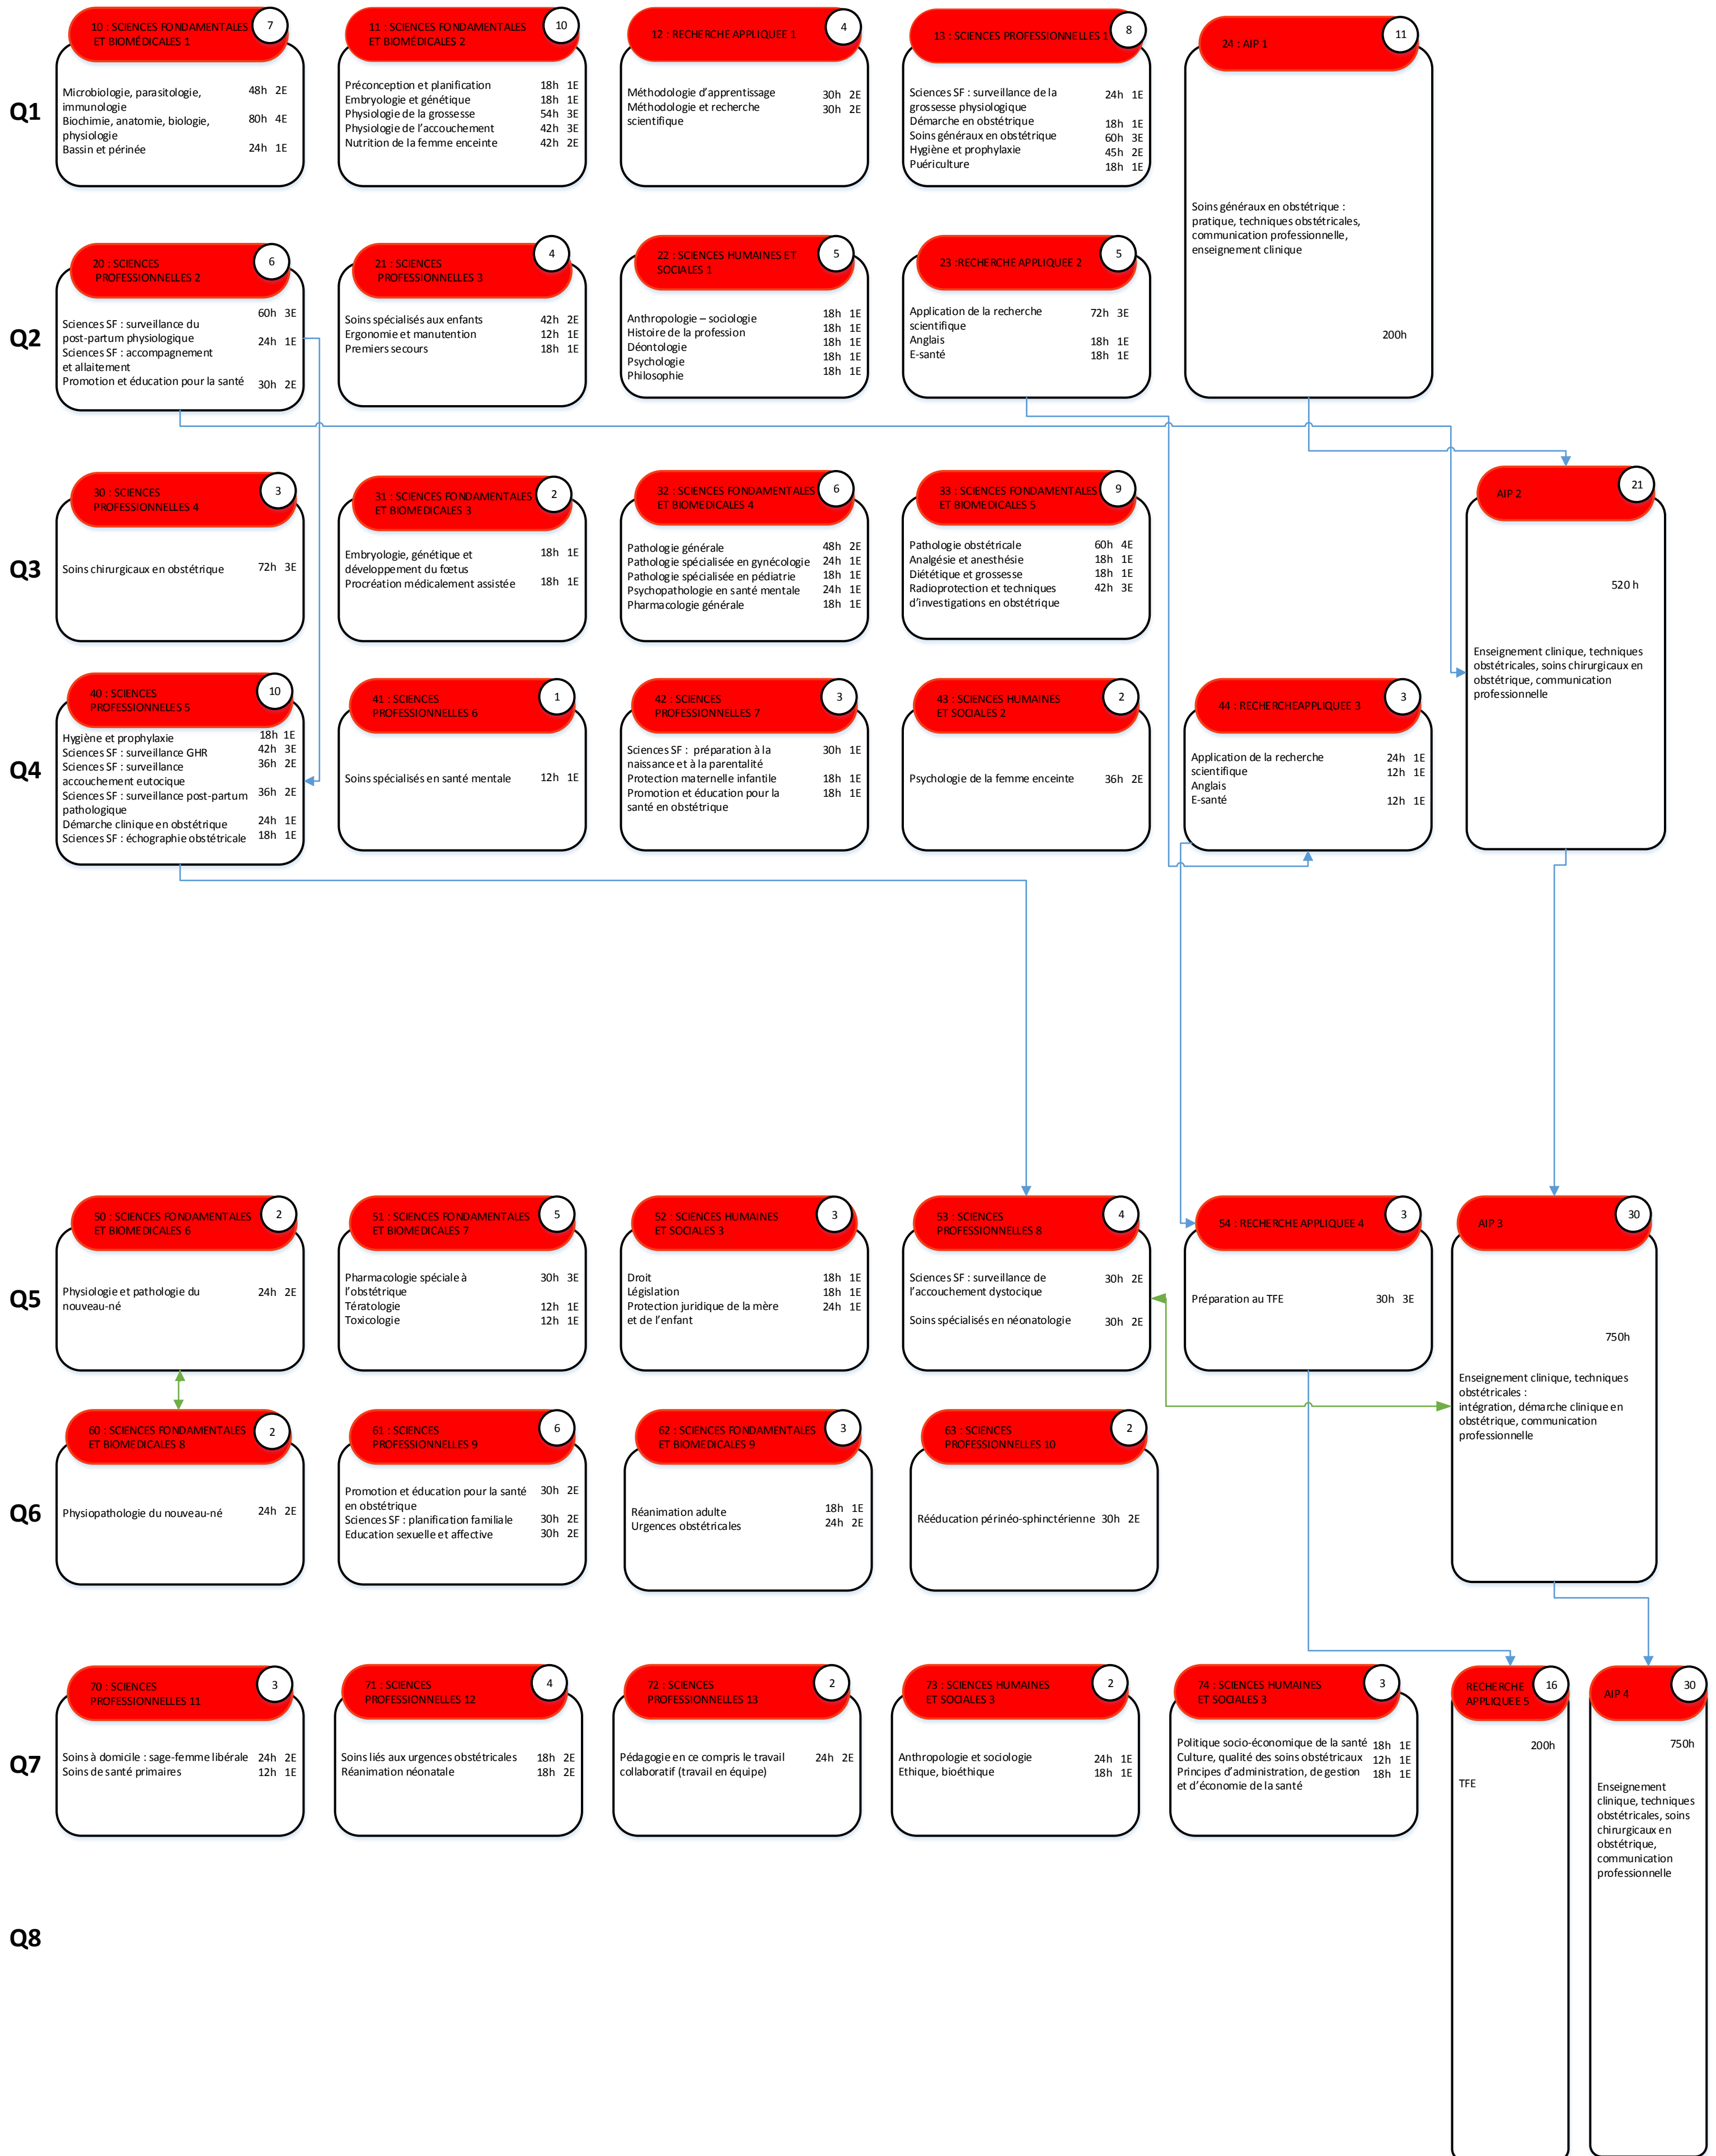 Q1
10 : SCIENCES FONDAMENTALES
ET BIOMÉDICALES 1
7
Microbiologie, parasitologie,
immunologie
48h 2E
Biochimie, anatomie, biologie,
physiologie
80h 4E
Bassin et périnée 24h 1E
11 : SCIENCES FONDAMENTALES
ET BIOMÉDICALES 2
10
Préconception et planification 18h 1E
Embryologie et génétique 18h 1E
Physiologie de la grossesse 54h 3E
Physiologie de l’accouchement 42h 3E
Nutrition de la femme enceinte 42h 2E
12 : RECHERCHE APPLIQUEE 1
4
Méthodologie d’apprentissage 30h 2E
Méthodologie et recherche 30h 2E
scientifique
13 : SCIENCES PROFESSIONNELLES 1
8
Sciences SF : surveillance de la 24h 1E
grossesse physiologique
Démarche en obstétrique 18h 1E
Soins généraux en obstétrique 60h 3E
Hygiène et prophylaxie 45h 2E
Puériculture 18h 1E
24 : AIP 1
11
Soins généraux en obstétrique :
pratique, techniques obstétricales,
communication professionnelle,
enseignement clinique
200h
Q2
20 : SCIENCES
PROFESSIONNELLES 2
6
60h 3E
Sciences SF : surveillance du
post-partum physiologique
24h 1E
Sciences SF : accompagnement
et allaitement
Promotion et éducation pour la santé 30h 2E
21 : SCIENCES
PROFESSIONNELLES 3
4
Soins spécialisés aux enfants 42h 2E
Ergonomie et manutention 12h 1E
Premiers secours 18h 1E
22 : SCIENCES HUMAINES ET
SOCIALES 1
5
Anthropologie – sociologie 18h 1E
Histoire de la profession 18h 1E
Déontologie 18h 1E
Psychologie 18h 1E
Philosophie 18h 1E
23 :RECHERCHE APPLIQUEE 2
5
Application de la recherche 72h 3E
scientifique
Anglais 18h 1E
E-santé 18h 1E
Q3
30 : SCIENCES
PROFESSIONNELLES 4
3
Soins chirurgicaux en obstétrique 72h 3E
31 : SCIENCES FONDAMENTALES
ET BIOMEDICALES 3
2
Embryologie, génétique et 18h 1E
développement du fœtus
Procréation médicalement assistée 18h 1E
32 : SCIENCES FONDAMENTALES
ET BIOMEDICALES 4
6
Pathologie générale 48h 2E
Pathologie spécialisée en gynécologie 24h 1E
Pathologie spécialisée en pédiatrie 18h 1E
Psychopathologie en santé mentale 24h 1E
Pharmacologie générale 18h 1E
33 : SCIENCES FONDAMENTALES
ET BIOMEDICALES 5
9
Pathologie obstétricale 60h 4E
Analgésie et anesthésie 18h 1E
Diététique et grossesse 18h 1E
Radioprotection et techniques 42h 3E
d’investigations en obstétrique
AIP 2
21
520 h
Enseignement clinique, techniques
obstétricales, soins chirurgicaux en
obstétrique, communication
professionnelle
Q4
40 : SCIENCES
PROFESSIONNELES 5
10
Hygiène et prophylaxie 18h 1E
Sciences SF : surveillance GHR 42h 3E
Sciences SF : surveillance 36h 2E
accouchement eutocique
Sciences SF : surveillance post-partum 36h 2E
pathologique
Démarche clinique en obstétrique 24h 1E
Sciences SF : échographie obstétricale 18h 1E
41 : SCIENCES
PROFESSIONNELLES 6
1
Soins spécialisés en santé mentale 12h 1E
42 : SCIENCES
PROFESSIONNELLES 7
3
Sciences SF : préparation à la 30h 1E
naissance et à la parentalité
Protection maternelle infantile 18h 1E
Promotion et éducation pour la 18h 1E
santé en obstétrique
43 : SCIENCES HUMAINES
ET SOCIALES 2
2
Psychologie de la femme enceinte 36h 2E
44 : RECHERCHEAPPLIQUEE 3
3
Application de la recherche 24h 1E
scientifique 12h 1E
Anglais
E-santé 12h 1E
Q5
50 : SCIENCES FONDAMENTALES
ET BIOMEDICALES 6
2
Physiologie et pathologie du 24h 2E
nouveau-né
51 : SCIENCES FONDAMENTALES
ET BIOMEDICALES 7
5
Pharmacologie spéciale à 30h 3E
l’obstétrique
Tératologie 12h 1E
Toxicologie 12h 1E
52 : SCIENCES HUMAINES
ET SOCIALES 3
3
Droit 18h 1E
Législation 18h 1E
Protection juridique de la mère 24h 1E
et de l’enfant
53 : SCIENCES
PROFESSIONNELLES 8
4
Sciences SF : surveillance de 30h 2E
l’accouchement dystocique
Soins spécialisés en néonatologie 30h 2E
54 : RECHERCHE APPLIQUEE 4
3
Préparation au TFE 30h 3E
AIP 3
30
750h
Enseignement clinique, techniques
obstétricales :
intégration, démarche clinique en
obstétrique, communication
professionnelle
Q6
60 : SCIENCES FONDAMENTALES
ET BIOMEDICALES 8
2
Physiopathologie du nouveau-né 24h 2E
61 : SCIENCES
PROFESSIONNELLES 9
6
Promotion et éducation pour la santé 30h 2E
en obstétrique
Sciences SF : planification familiale 30h 2E
Education sexuelle et affective 30h 2E
62 : SCIENCES FONDAMENTALES
ET BIOMEDICALES 9
3
Réanimation adulte 18h 1E
Urgences obstétricales 24h 2E
63 : SCIENCES
PROFESSIONNELLES 10
2
Rééducation périnéo-sphinctérienne 30h 2E
Q7
70 : SCIENCES
PROFESSIONNELLES 11
3
Soins à domicile : sage-femme libérale 24h 2E
Soins de santé primaires 12h 1E
71 : SCIENCES
PROFESSIONNELLES 12
4
Soins liés aux urgences obstétricales 18h 2E
Réanimation néonatale 18h 2E
72 : SCIENCES
PROFESSIONNELLES 13
2
Pédagogie en ce compris le travail 24h 2E
collaboratif (travail en équipe)
73 : SCIENCES HUMAINES
ET SOCIALES 3
2
Anthropologie et sociologie 24h 1E
Ethique, bioéthique 18h 1E
74 : SCIENCES HUMAINES
ET SOCIALES 3
3
Politique socio-économique de la santé 18h 1E
Culture, qualité des soins obstétricaux 12h 1E
Principes d’administration, de gestion 18h 1E
et d’économie de la santé
RECHERCHE
APPLIQUEE 5
16
200h
TFE
AIP 4
30
750h
Enseignement
clinique, techniques
obstétricales, soins
chirurgicaux en
obstétrique,
communication
professionnelle
Q8